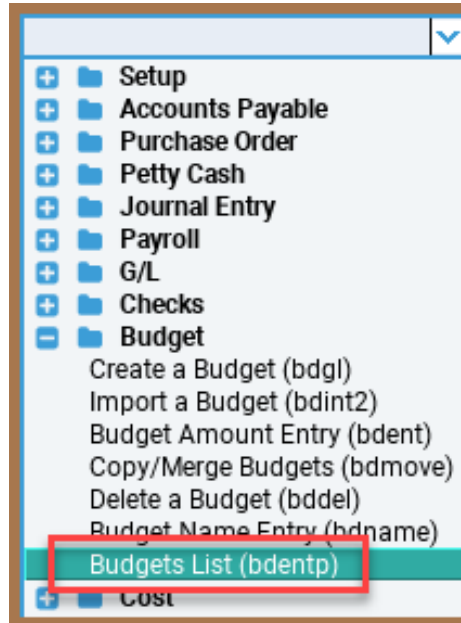 Setup
Accounts Payable
Purchase Order
Petty Cash
Journal Entry
Payroll
G/L
Checks
Budget
Create a Budget (bdgl)
Import a Budget (bdint2)
Budget Amount Entry (bdent)
Copy/Merge Budgets (bdmove)
Delete a Budget (bddel)
Budget Name Entry (bdname)
Budgets List (bdentp)
Cost